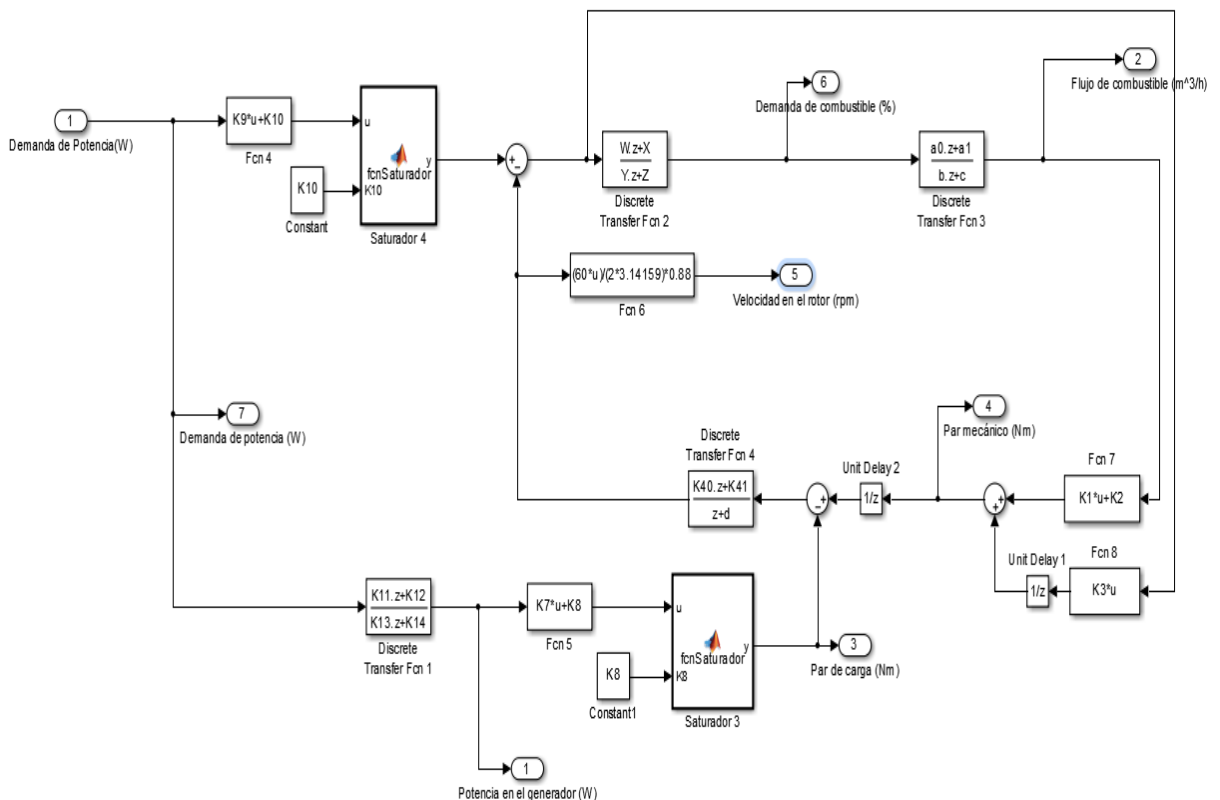 6
Demanda de combustible (%)
2
Flujo de combustible (m^3/h)
1
Demanda de Potencia(W)
K9*u+K10
Fcn 4
K10
Constant
u
fcnSaturador
y
K10
Saturador 4
+
−
W.z+X
Y.z+Z
Discrete
Transfer Fcn 2
a0.z+a1
b.z+c
Discrete
Transfer Fcn 3
(60*u)/(2*3.14159)*0.88
Fcn 6
5
Velocidad en el rotor (rpm)
7
Demanda de potencia (W)
4
Par mecánico (Nm)
Discrete
Transfer Fcn 4
K40.z+K41
z+d
+
−
Unit Delay 2
1/z
+
+
Fcn 7
K1*u+K2
Unit Delay 1
1/z
Fcn 8
K3*u
K11.z+K12
K13.z+K14
Discrete
Transfer Fcn 1
K7*u+K8
Fcn 5
K8
Constant1
u
fcnSaturador
y
K8
Saturador 3
3
Par de carga (Nm)
1
Potencia en el generador (W)